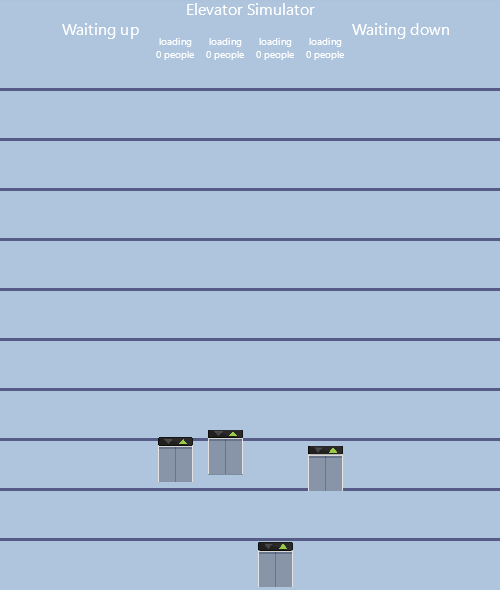 Elevator Simulator
Waiting up
Waiting down
loading loading loading loading
0 people 0 people 0 people 0 people